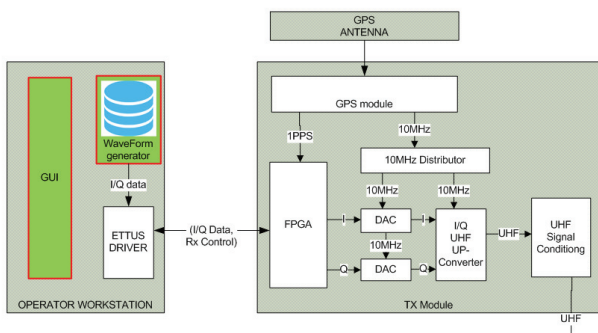 GPS
ANTENNA
GPS module
1PPS
10MHz
10MHz Distributor
10MHz
10MHz
WaveForm
generator
I/Q data
GUI
ETTUS
DRIVER
(I/Q Data,
Rx Control)
FPGA
I
DAC
I
10MHz
Q
DAC
Q
I/Q
UHF
UP-
Converter
UHF
UHF
Signal
Conditiong
OPERATOR WORKSTATION
TX Module
UHF